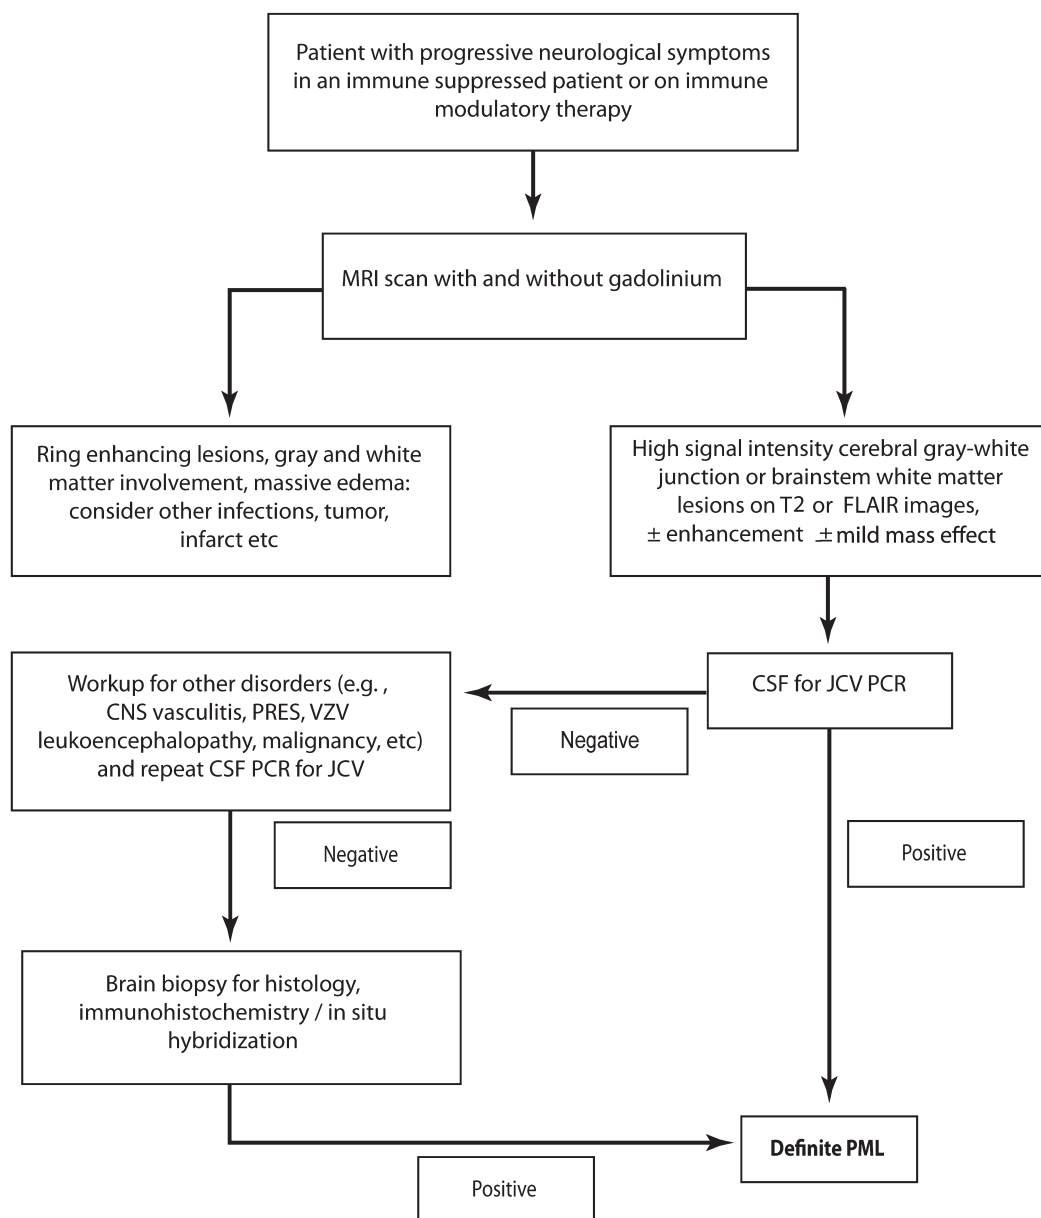 Patient with progressive neurological symptoms
in an immune suppressed patient or on immune
modulatory therapy
MRI scan with and without gadolinium
Ring enhancing lesions, gray and white
matter involvement, massive edema:
consider other infections, tumor,
infarct etc
High signal intensity cerebral gray-white
junction or brainstem white matter
lesions on T2 or FLAIR images,
± enhancement ±mild mass effect
CSF for JCV PCR
Negative
Workup for other disorders (e.g. ,
CNS vasculitis, PRES, VZV
leukoencephalopathy, malignancy, etc)
and repeat CSF PCR for JCV
Negative
Positive
Brain biopsy for histology,
immunohistochemistry / in situ
hybridization
Definite PML
Positive